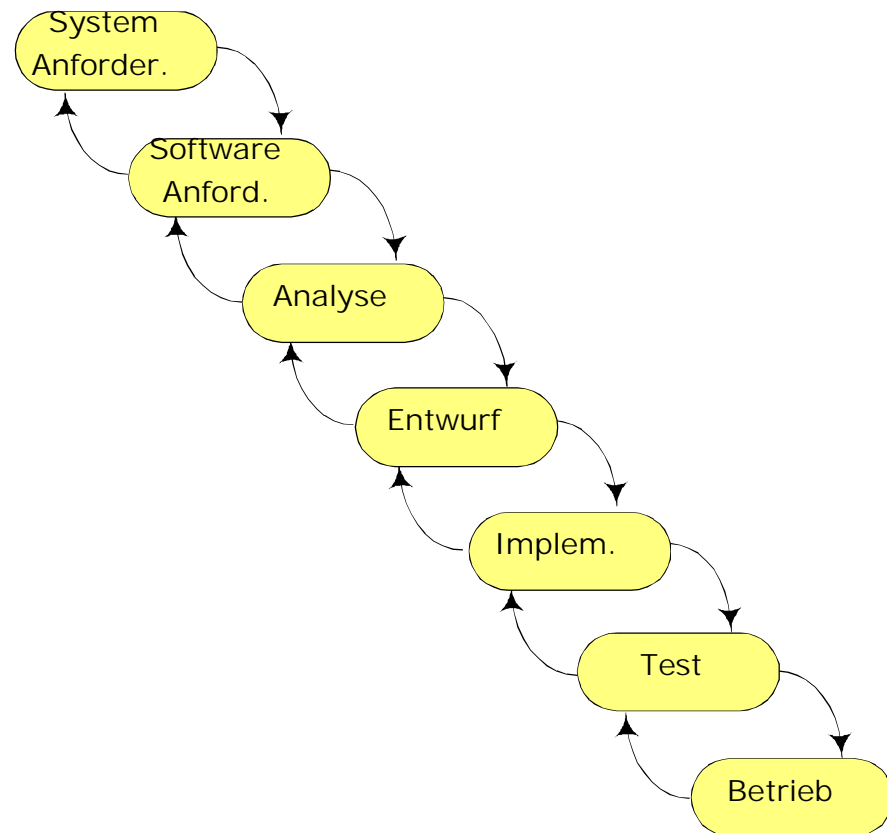 System
Anforder.
Software
Anford.
Analyse
Entwurf
Implem.
Test
Betrieb